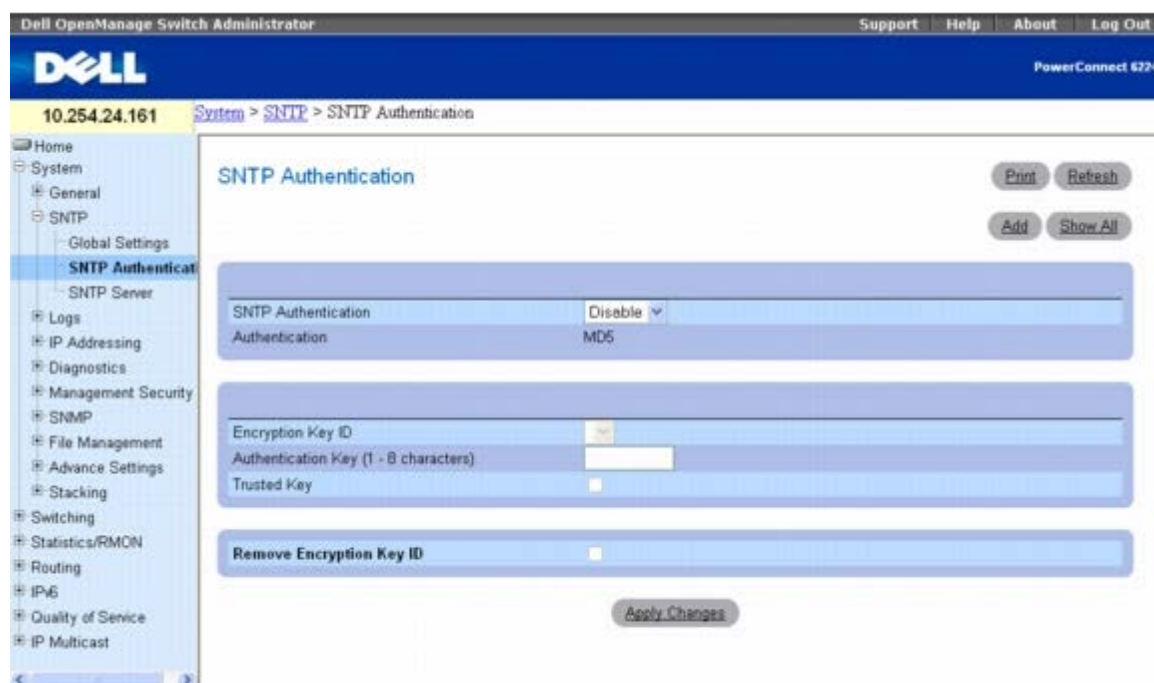 Dell OpenManage Switch Administrator
Support Help About Log Out
DELL
PowerConnect 622
10.254.24.161
System > SNTP > SNTP Authentication
Home
System
General
SNTP
Global Settings
SNTP Authenticati
SNTP Server
Logs
IP Addressing
Diagnostics
Management Security
SNMP
File Management
Advance Settings
Stacking
Switching
Statistics/RMON
Routing
IPv6
Quality of Service
IP Multicast
SNTP Authentication
Print Refresh
Add Show All
SNTP Authentication Disable
Authentication MD5
Encryption Key ID
Authentication Key (1 - 8 characters)
Trusted Key
Remove Encryption Key ID
Apply Changes